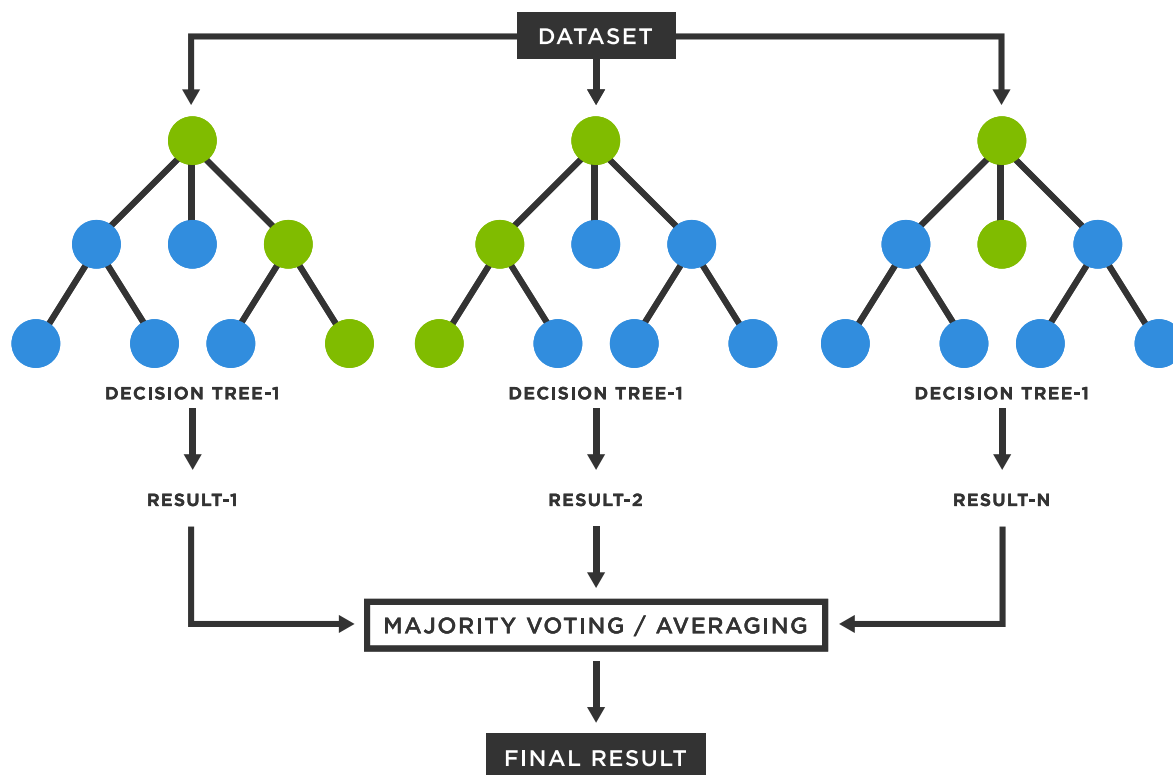 DATASET
DECISION TREE-1
DECISION TREE-1
DECISION TREE-1
RESULT-1
RESULT-2
RESULT-N
MAJORITY VOTING / AVERAGING
FINAL RESULT